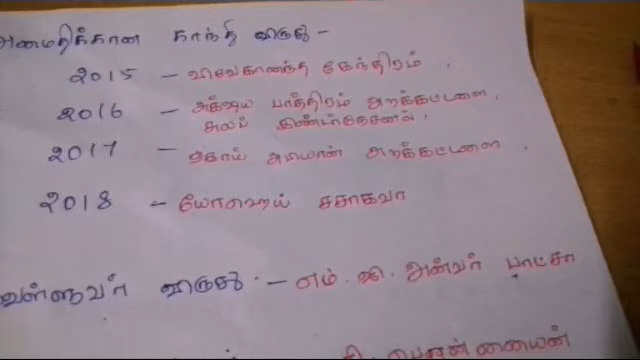 அமைதிக்கான காந்தி விருது -
2015 - விவேகானந்த கேந்திரம் .
2016 - அக்ஷய பாத்திரம் அறக்கட்டளை,
சுலப் இண்டர்நேசனல் .
2017 - ஏகாய் அபியான் அறக்கட்டளை .
2018 - யோஹெய் சசாகவா
வள்ளுவர் விருது - எம். ஐ. அன்வர் பாட்சா